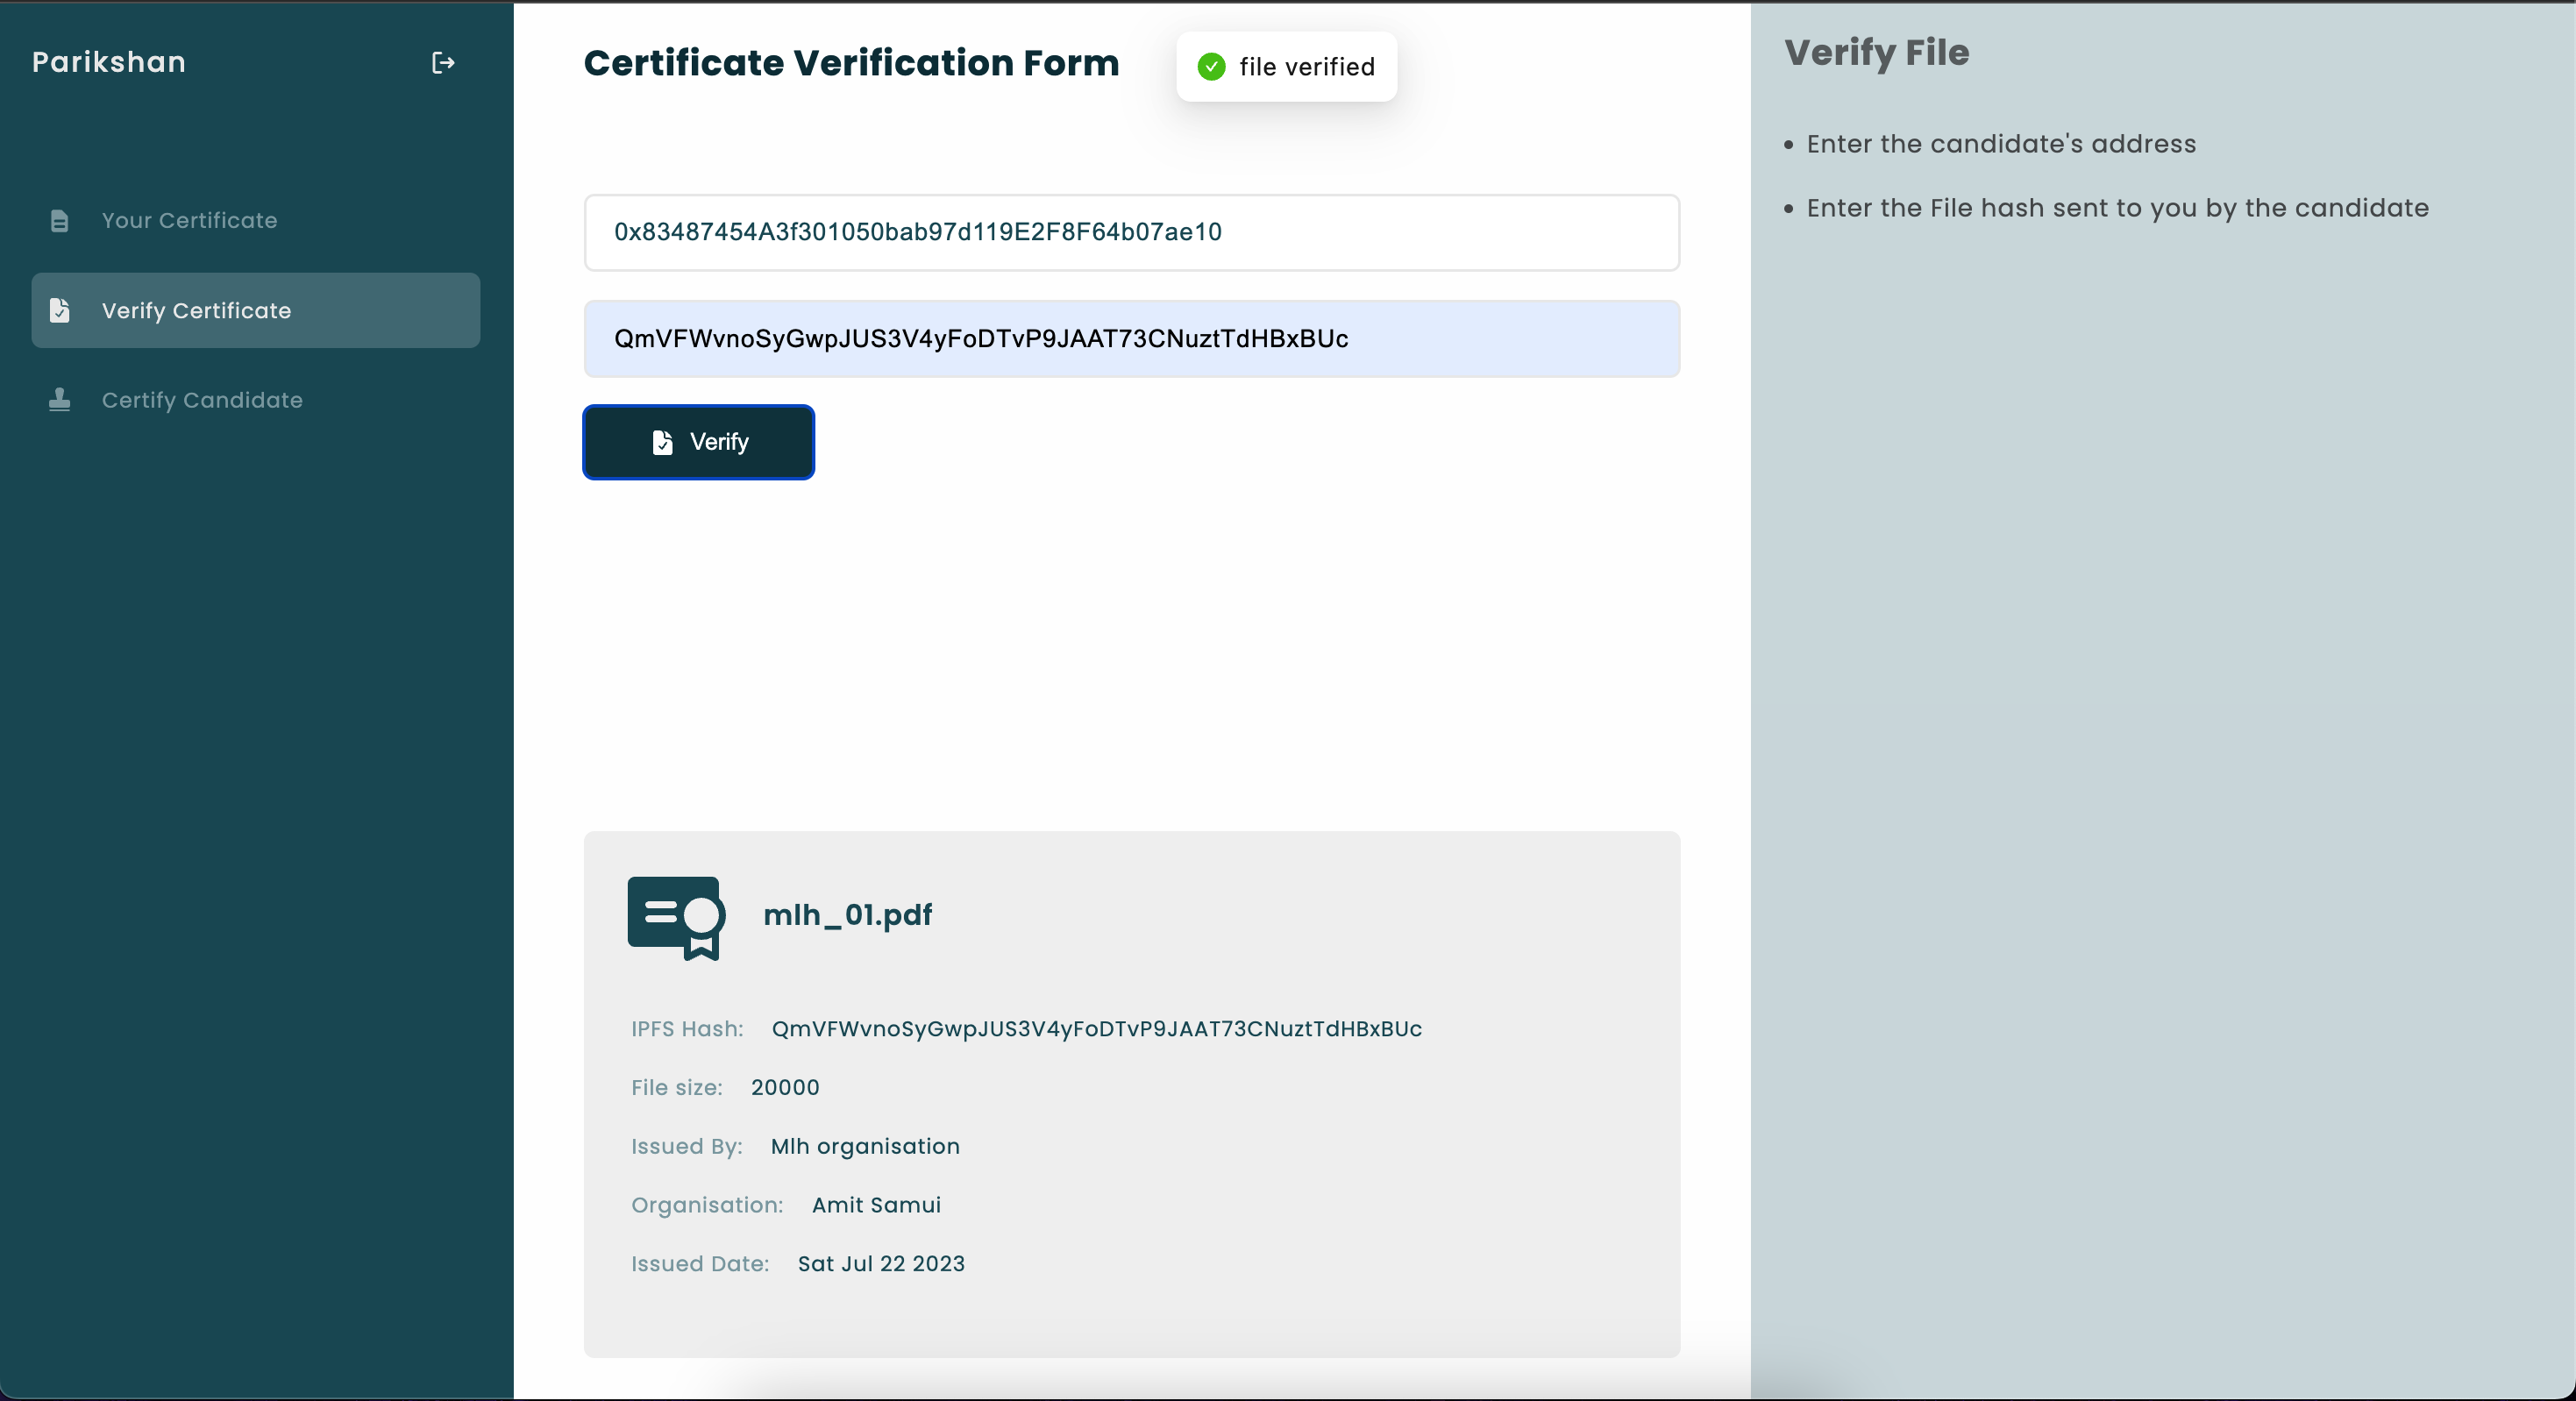 Parikshan
Your Certificate
Verify Certificate
Certify Candidate
Certificate Verification Form
file verified
0x83487454A3f301050bab97d119E2F8F64b07ae10
QmVFWvnoSyGwpJUS3V4yFoDTvP9JAAT73CNuztTdHBxBUc
Verify
mlh_01.pdf
IPFS Hash: QmVFWvnoSyGwpJUS3V4yFoDTvP9JAAT73CNuztTdHBxBUc
File size: 20000
Issued By: Mlh organisation
Organisation: Amit Samui
Issued Date: Sat Jul 22 2023
Verify File
• Enter the candidate's address
• Enter the File hash sent to you by the candidate